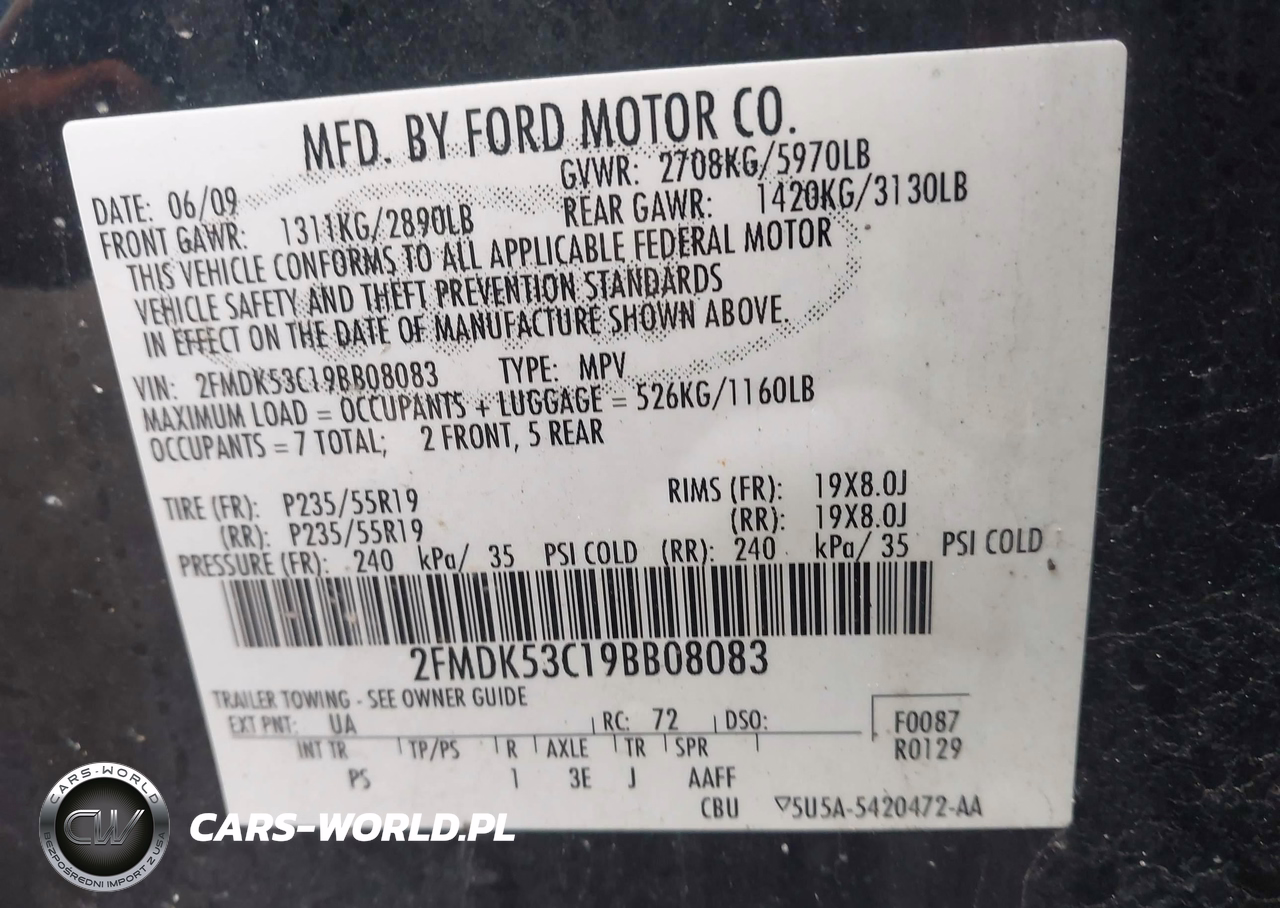 MFD. BY FORD MOTOR CO.
DATE: 06/09 GVWR: 2708KG/5970LB
FRONT GAWR: 1311KG/2890LB REAR GAWR: 1420KG/3130LB
THIS VEHICLE CONFORMS TO ALL APPLICABLE FEDERAL MOTOR
VEHICLE SAFETY AND THEFT PREVENTION STANDARDS
IN EFFECT ON THE DATE OF MANUFACTURE SHOWN ABOVE.
VIN: 2FMDK53C19BB08083 TYPE: MPV
MAXIMUM LOAD = OCCUPANTS + LUGGAGE = 526KG/1160LB
OCCUPANTS = 7 TOTAL; 2 FRONT, 5 REAR
TIRE (FR): P235/55R19 RIMS (FR): 19X8.0J
(RR): P235/55R19 (RR): 19X8.0J
PRESSURE (FR): 240 kPa/ 35 PSI COLD (RR): 240 kPa/ 35 PSI COLD
2FMDK53C19BB08083
TRAILER TOWING - SEE OWNER GUIDE
EXT PNT: UA RC: 72 DSO: F0087
INT TR TP/PS R AXLE TR SPR R0129
PS 1 3E J AAFF
CBU ▽5U5A-5420472-AA
CARS-WORLD
CW
BEZPOŚREDNI IMPORT Z USA
CARS-WORLD.PL